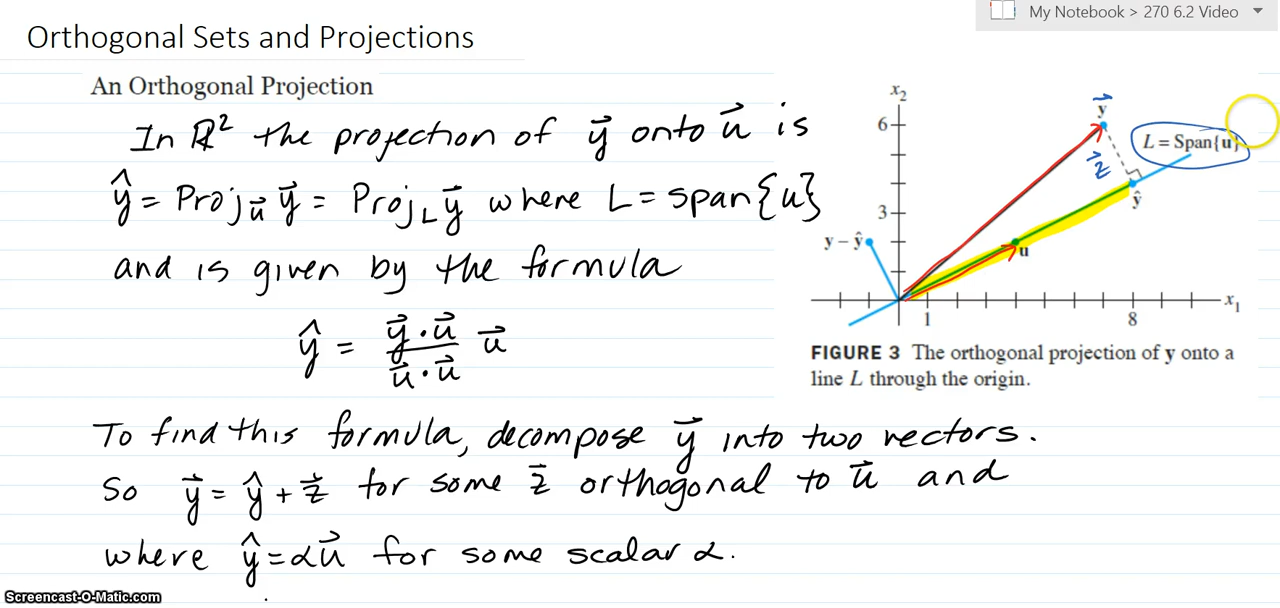 My Notebook > 270 6.2 Video
Orthogonal Sets and Projections
An Orthogonal Projection
In ℝ² the projection of y⃗ onto u⃗ is
ŷ = Proj_u⃗ y⃗ = Proj_L y⃗ where L = span{u}
and is given by the formula
ŷ = (y⃗ · u⃗)/(u⃗ · u⃗) u⃗
To find this formula, decompose y⃗ into two vectors.
So y⃗ = ŷ + z⃗ for some z⃗ orthogonal to u⃗ and
where ŷ = αu⃗ for some scalar α.
x₂
y⃗
6
L = Span{u}
z⃗
ŷ
3
y − ŷ
u
x₁
1
8
FIGURE 3 The orthogonal projection of y onto a
line L through the origin.
Screencast-O-Matic.com